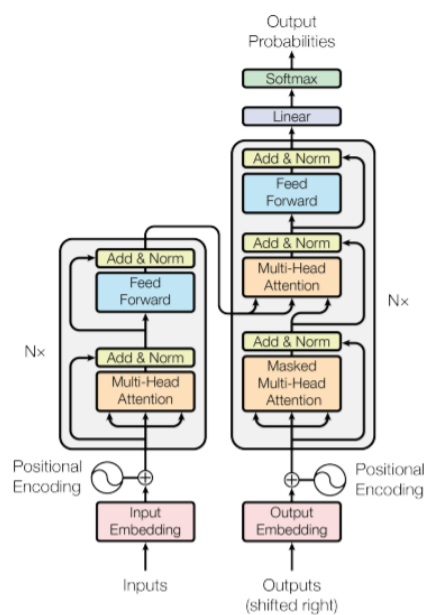 Output
Probabilities
Softmax
Linear
Add & Norm
Feed
Forward
Add & Norm
Multi-Head
Attention
Add & Norm
Masked
Multi-Head
Attention
N×
Add & Norm
Feed
Forward
Add & Norm
Multi-Head
Attention
N×
Positional
Encoding
Positional
Encoding
Input
Embedding
Output
Embedding
Inputs
Outputs
(shifted right)